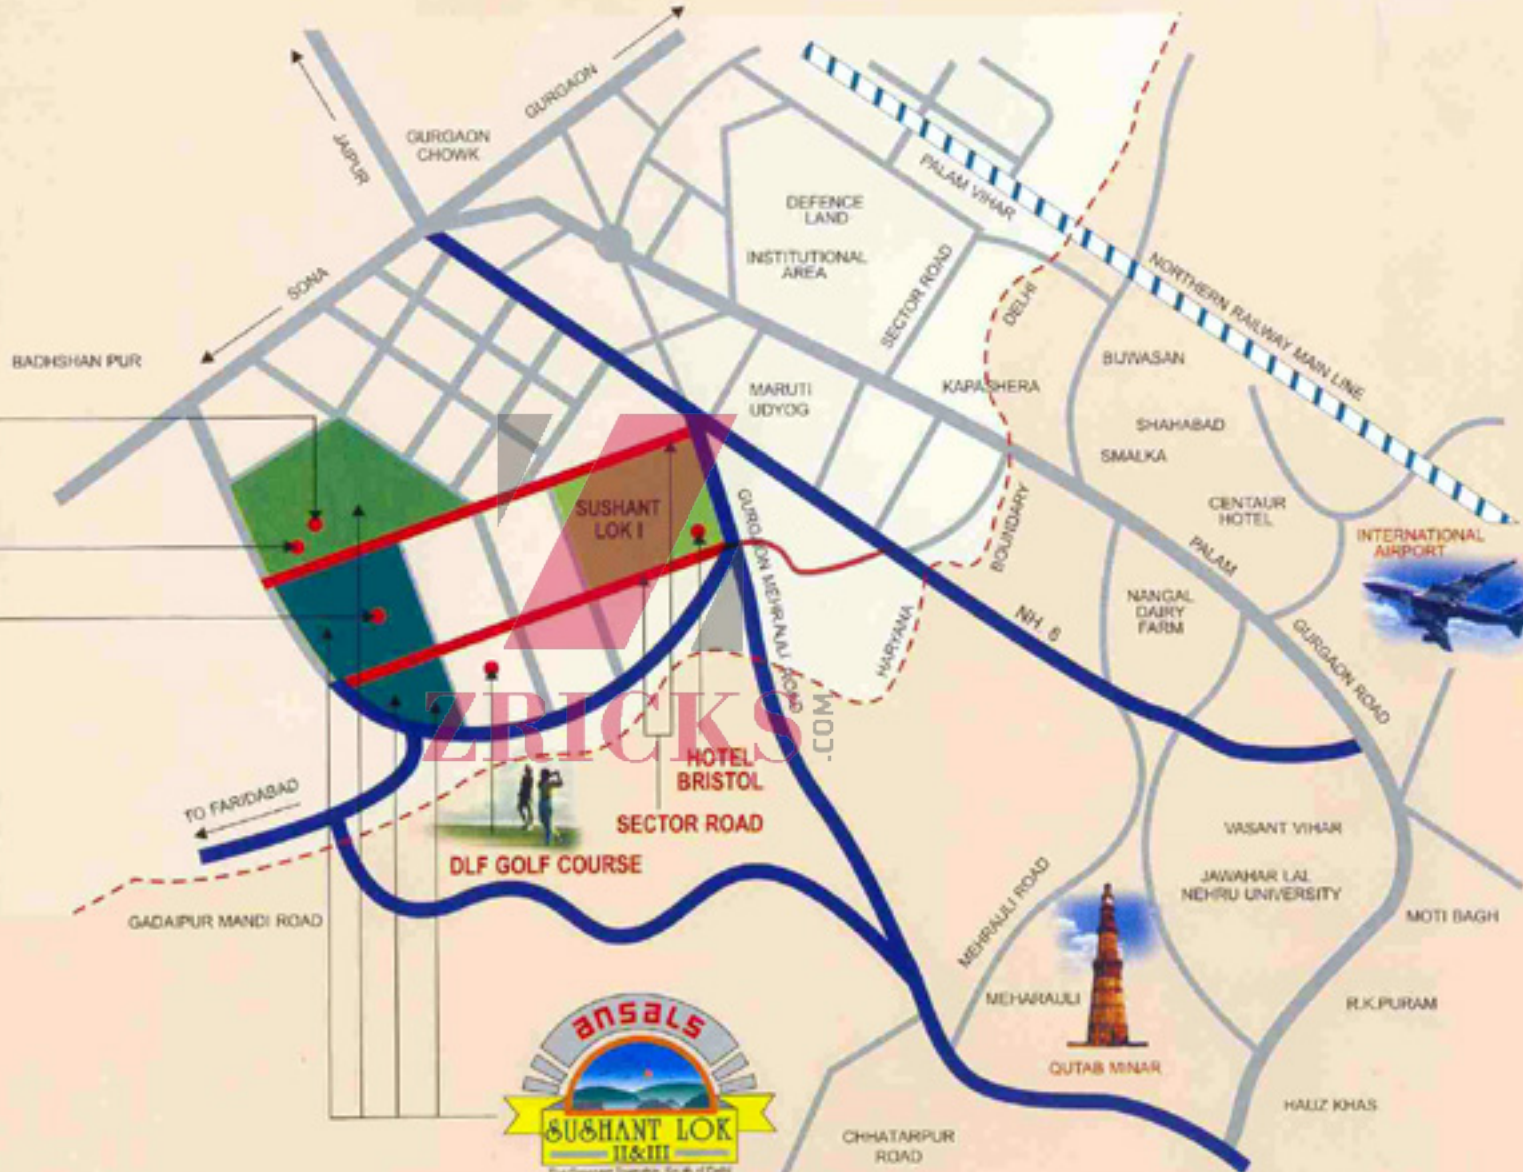 GURGAON
JAIPUR
GURGAON
CHOWK
PALAM VIHAR
DEFENCE
LAND
INSTITUTIONAL
AREA
SECTOR ROAD
SONA
DELHI
NORTHERN RAILWAY MAIN LINE
BADHSHAN PUR
BIJWASAN
KAPASHERA
MARUTI
UDYOG
SHAHABAD
SMALKA
SUSHANT
LOK I
CENTAUR
HOTEL
BOUNDARY
GURGAON MEHRAULI ROAD
PALAM
INTERNATIONAL
AIRPORT
NANGAL
DAIRY
FARM
NH. 8
HARYANA
GURGAON ROAD
ZRICKS
.COM
HOTEL
BRISTOL
TO FARIDABAD
SECTOR ROAD
VASANT VIHAR
DLF GOLF COURSE
JAWAHAR LAL
NEHRU UNIVERSITY
MEHRAULI ROAD
GADAIPUR MANDI ROAD
MOTI BAGH
MEHARAULI
R.K.PURAM
ansals
QUTAB MINAR
HAUZ KHAS
SUSHANT LOK
II&III
CHHATARPUR
ROAD